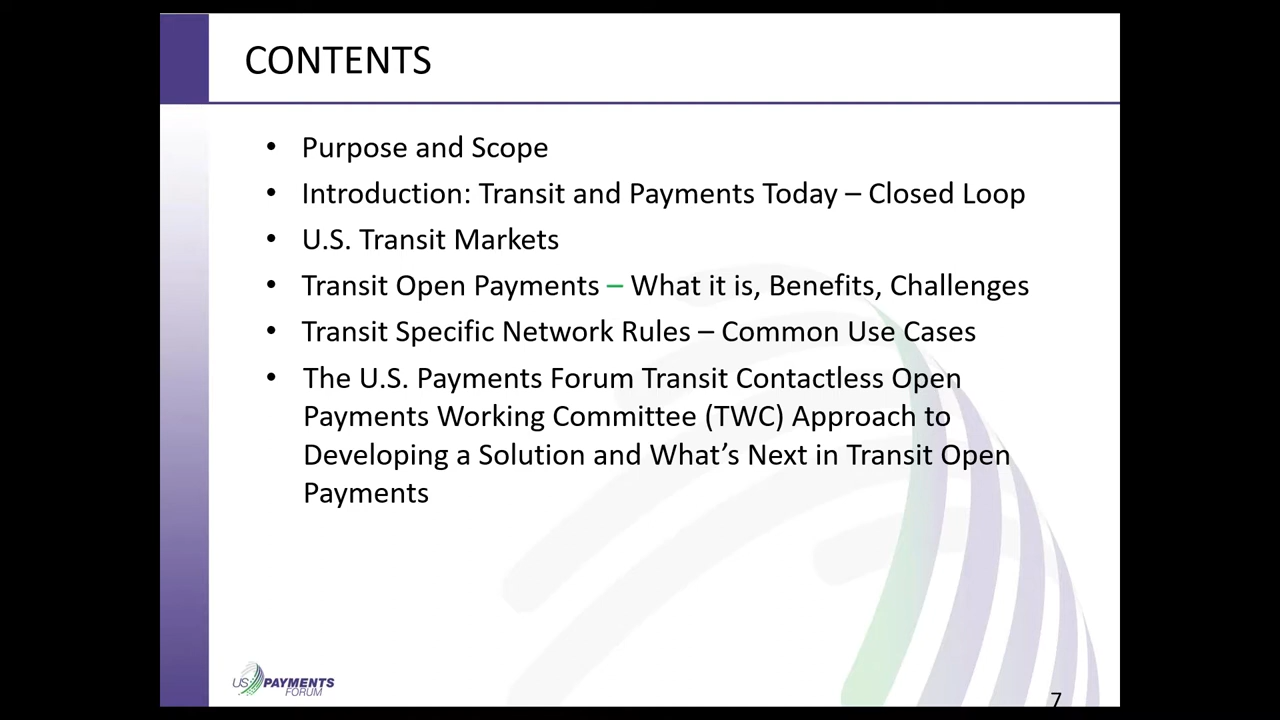 CONTENTS
• Purpose and Scope
• Introduction: Transit and Payments Today – Closed Loop
• U.S. Transit Markets
• Transit Open Payments – What it is, Benefits, Challenges
• Transit Specific Network Rules – Common Use Cases
• The U.S. Payments Forum Transit Contactless Open
Payments Working Committee (TWC) Approach to
Developing a Solution and What’s Next in Transit Open
Payments
US PAYMENTS
FORUM
7